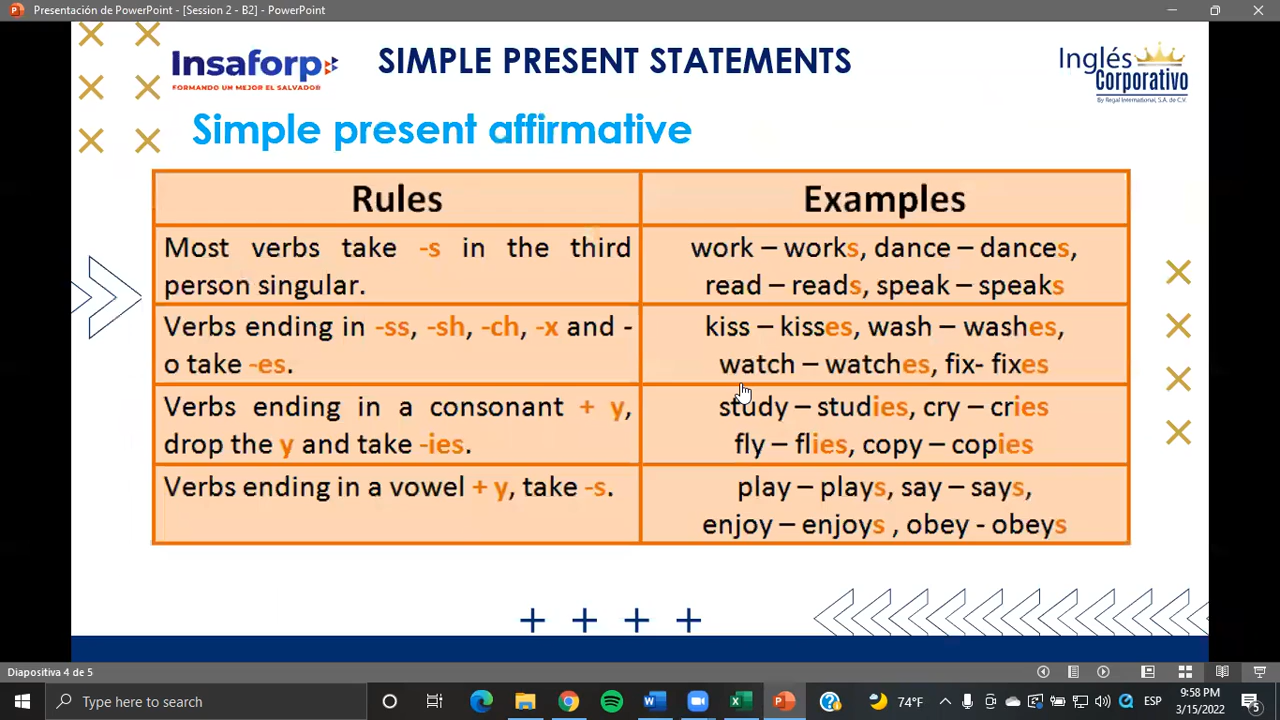 Presentación de PowerPoint - [Session 2 - B2] - PowerPoint
Insaforp
FORMANDO UN MEJOR EL SALVADOR
SIMPLE PRESENT STATEMENTS
Inglés
Corporativo
By Regal International, S.A. de C.V.
Simple present affirmative
Rules
Examples
Most verbs take -s in the third
person singular.
work – works, dance – dances,
read – reads, speak – speaks
Verbs ending in -ss, -sh, -ch, -x and -
o take -es.
kiss – kisses, wash – washes,
watch – watches, fix- fixes
Verbs ending in a consonant + y,
drop the y and take -ies.
study – studies, cry – cries
fly – flies, copy – copies
Verbs ending in a vowel + y, take -s.
play – plays, say – says,
enjoy – enjoys , obey - obeys
Diapositiva 4 de 5
Type here to search
74°F
ESP
9:58 PM
3/15/2022
5